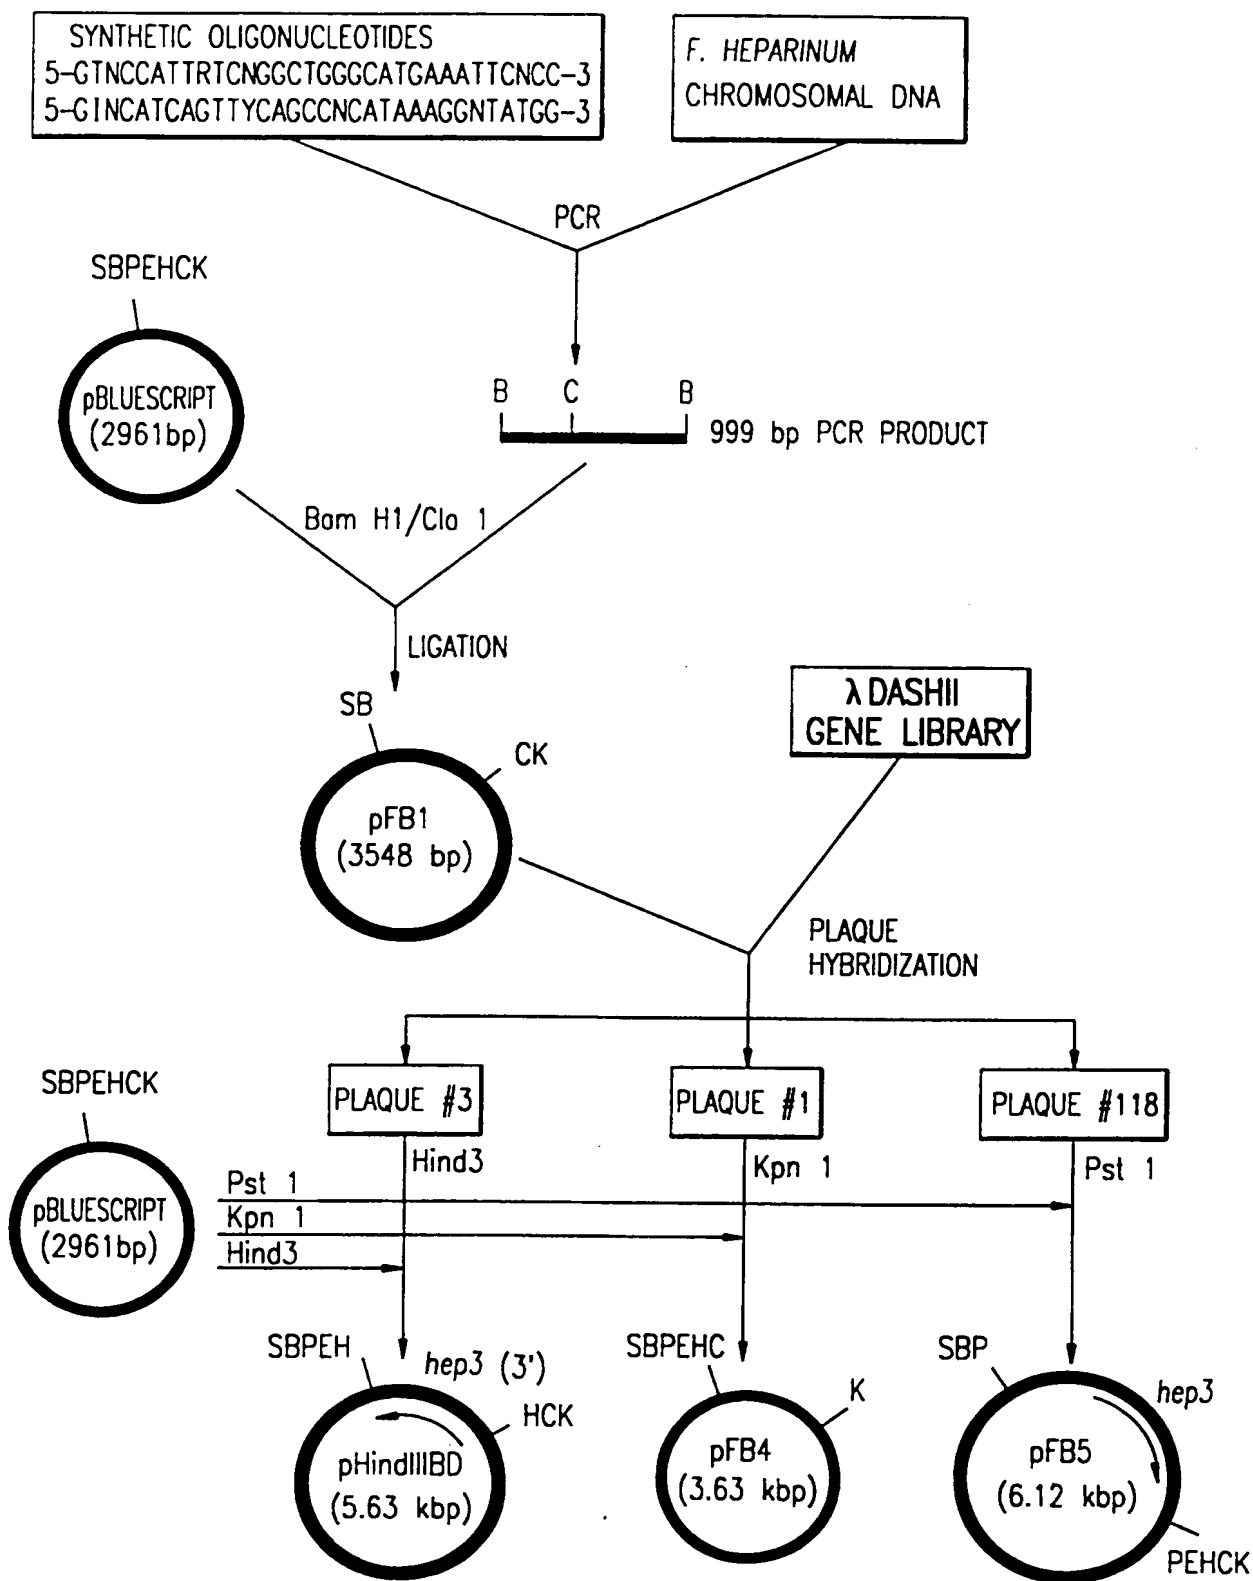 SYNTHETIC OLIGONUCLEOTIDES
5-GTNCCATTRTCNGGCTGGGCATGAAATTCNCC-3
5-GINCATCAGTTYCAGCCNCATAAAGGNTATGG-3
F. HEPARINUM
CHROMOSOMAL DNA
PCR
SBPEHCK
pBLUESCRIPT
(2961bp)
B C B
999 bp PCR PRODUCT
Bam H1/Cla 1
LIGATION
SB
CK
pFB1
(3548 bp)
λ DASHII
GENE LIBRARY
PLAQUE
HYBRIDIZATION
SBPEHCK
pBLUESCRIPT
(2961bp)
PLAQUE #3
PLAQUE #1
PLAQUE #118
Hind3
Kpn 1
Pst 1
Pst 1
Kpn 1
Hind3
SBPEH
hep3 (3')
HCK
pHindIIIBD
(5.63 kbp)
SBPEHC
K
pFB4
(3.63 kbp)
SBP
hep3
pFB5
(6.12 kbp)
PEHCK